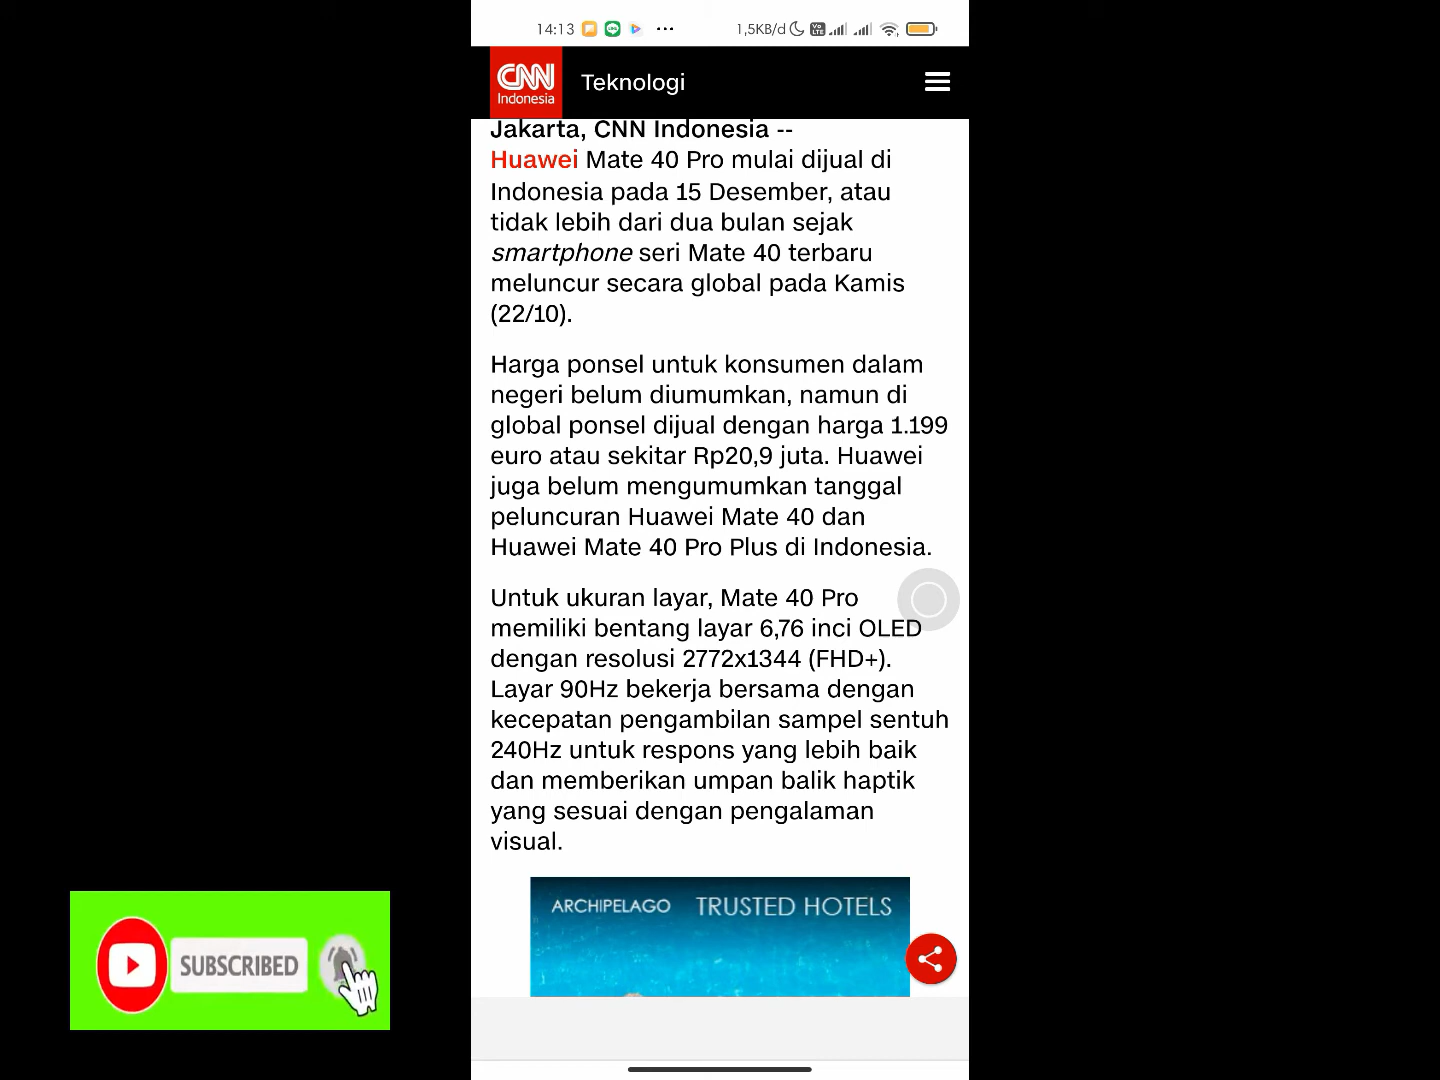 14:13 1,5KB/d
CNN
Indonesia
Teknologi
Jakarta, CNN Indonesia --
Huawei Mate 40 Pro mulai dijual di
Indonesia pada 15 Desember, atau
tidak lebih dari dua bulan sejak
smartphone seri Mate 40 terbaru
meluncur secara global pada Kamis
(22/10).
Harga ponsel untuk konsumen dalam
negeri belum diumumkan, namun di
global ponsel dijual dengan harga 1.199
euro atau sekitar Rp20,9 juta. Huawei
juga belum mengumumkan tanggal
peluncuran Huawei Mate 40 dan
Huawei Mate 40 Pro Plus di Indonesia.
Untuk ukuran layar, Mate 40 Pro
memiliki bentang layar 6,76 inci OLED
dengan resolusi 2772x1344 (FHD+).
Layar 90Hz bekerja bersama dengan
kecepatan pengambilan sampel sentuh
240Hz untuk respons yang lebih baik
dan memberikan umpan balik haptik
yang sesuai dengan pengalaman
visual.
ARCHIPELAGO TRUSTED HOTELS
SUBSCRIBED